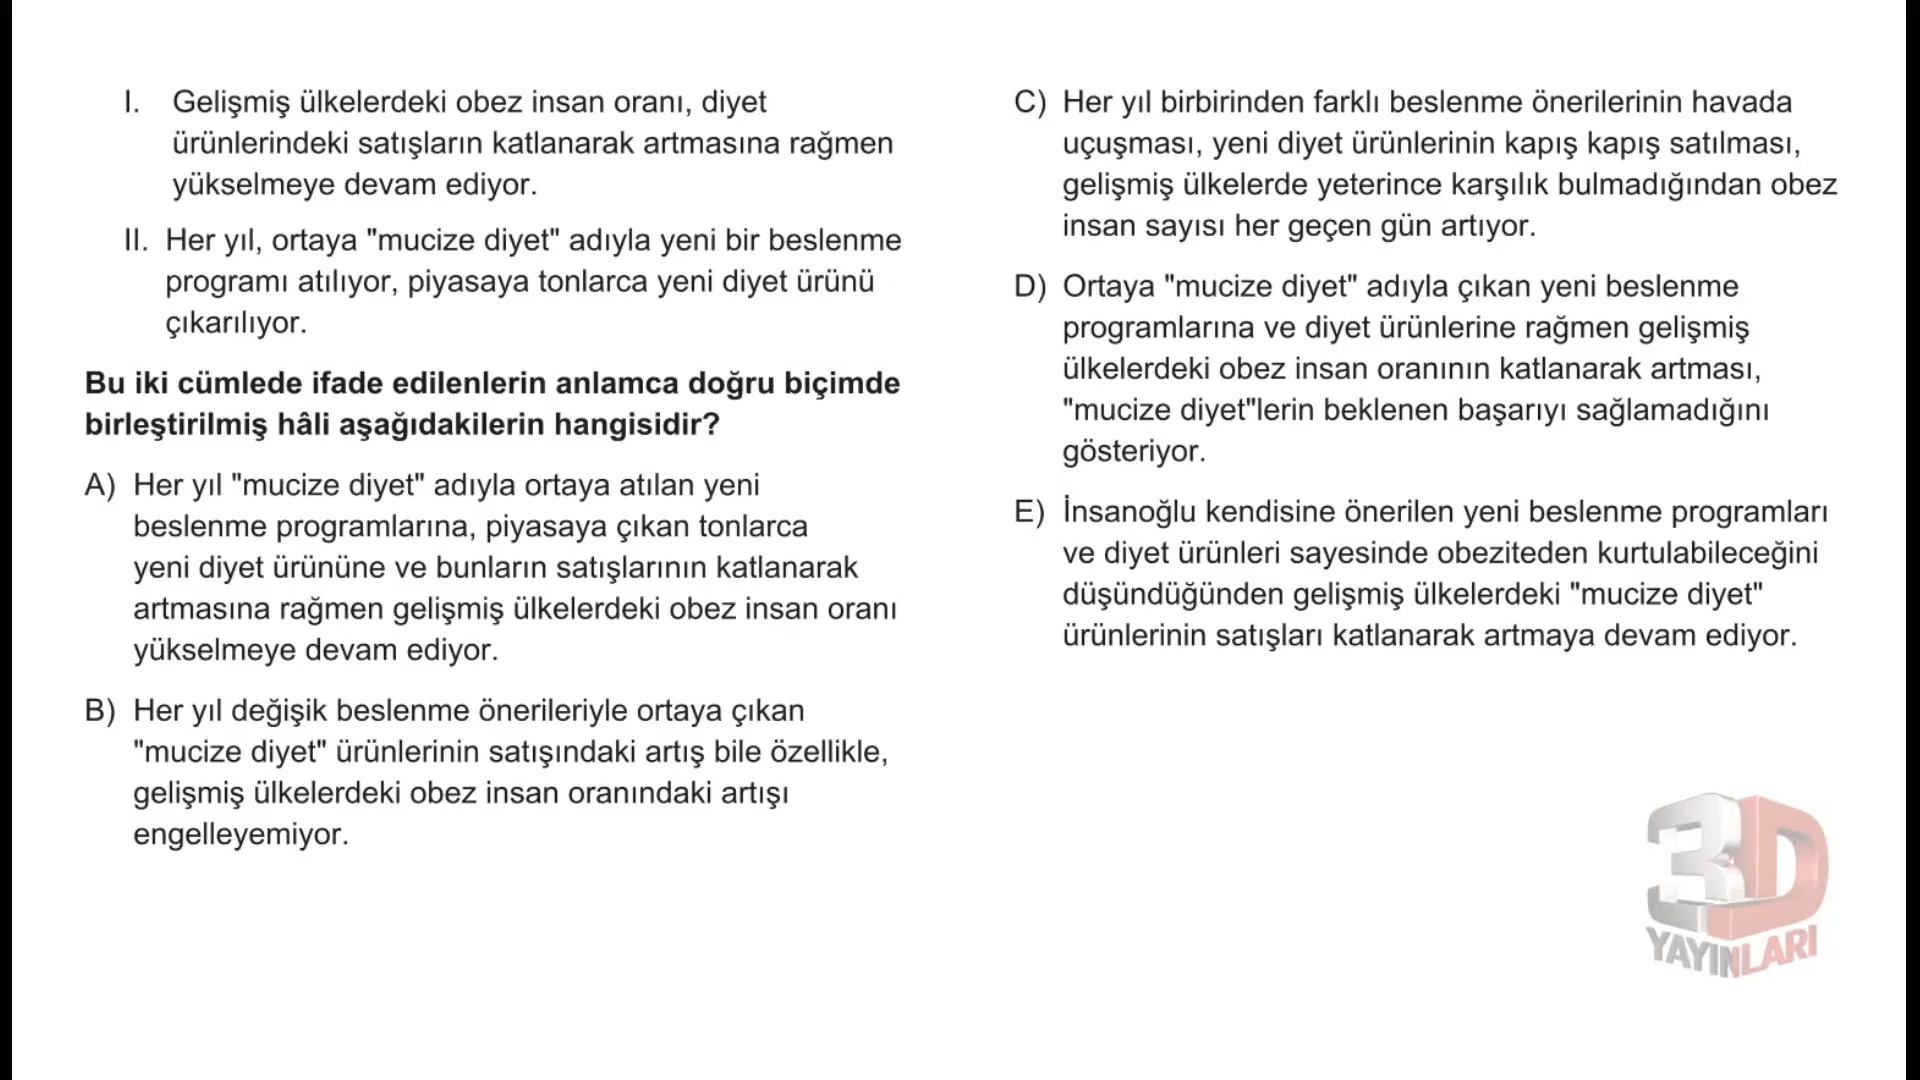 I. Gelişmiş ülkelerdeki obez insan oranı, diyet
ürünlerindeki satışların katlanarak artmasına rağmen
yükselmeye devam ediyor.
II. Her yıl, ortaya "mucize diyet" adıyla yeni bir beslenme
programı atılıyor, piyasaya tonlarca yeni diyet ürünü
çıkarılıyor.
Bu iki cümlede ifade edilenlerin anlamca doğru biçimde
birleştirilmiş hâli aşağıdakilerin hangisidir?
A) Her yıl "mucize diyet" adıyla ortaya atılan yeni
beslenme programlarına, piyasaya çıkan tonlarca
yeni diyet ürününe ve bunların satışlarının katlanarak
artmasına rağmen gelişmiş ülkelerdeki obez insan oranı
yükselmeye devam ediyor.
B) Her yıl değişik beslenme önerileriyle ortaya çıkan
"mucize diyet" ürünlerinin satışındaki artış bile özellikle,
gelişmiş ülkelerdeki obez insan oranındaki artışı
engelleyemiyor.
C) Her yıl birbirinden farklı beslenme önerilerinin havada
uçuşması, yeni diyet ürünlerinin kapış kapış satılması,
gelişmiş ülkelerde yeterince karşılık bulmadığından obez
insan sayısı her geçen gün artıyor.
D) Ortaya "mucize diyet" adıyla çıkan yeni beslenme
programlarına ve diyet ürünlerine rağmen gelişmiş
ülkelerdeki obez insan oranının katlanarak artması,
"mucize diyet"lerin beklenen başarıyı sağlamadığını
gösteriyor.
E) İnsanoğlu kendisine önerilen yeni beslenme programları
ve diyet ürünleri sayesinde obeziteden kurtulabileceğini
düşündüğünden gelişmiş ülkelerdeki "mucize diyet"
ürünlerinin satışları katlanarak artmaya devam ediyor.
3D
YAYINLARI